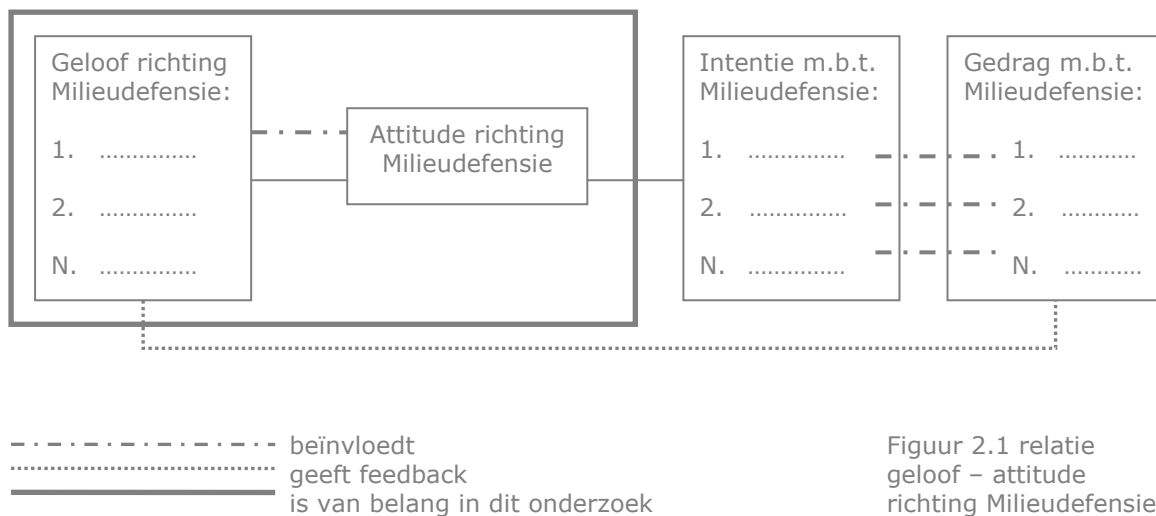 Geloof richting
Milieudefensie:
1. ...............
2. ...............
N. ...............
Attitude richting
Milieudefensie
Intentie m.b.t.
Milieudefensie:
1. ...............
2. ...............
N. ...............
Gedrag m.b.t.
Milieudefensie:
1. ............
2. ............
N. ............
beïnvloedt
geeft feedback
is van belang in dit onderzoek
Figuur 2.1 relatie
geloof – attitude
richting Milieudefensie